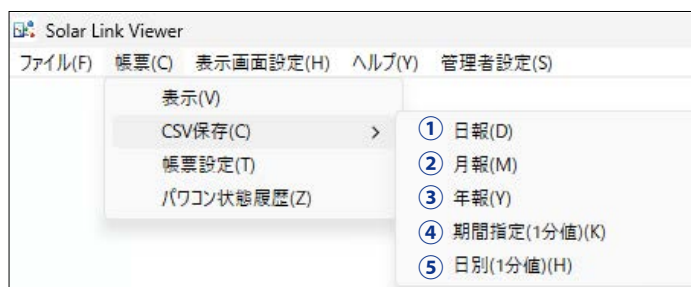 Solar Link Viewer
ファイル(F) 帳票(C) 表示画面設定(H) ヘルプ(Y) 管理者設定(S)
表示(V)
CSV保存(C) >
帳票設定(T)
パワコン状態履歴(Z)
① 日報(D)
② 月報(M)
③ 年報(Y)
④ 期間指定(1分値)(K)
⑤ 日別(1分値)(H)